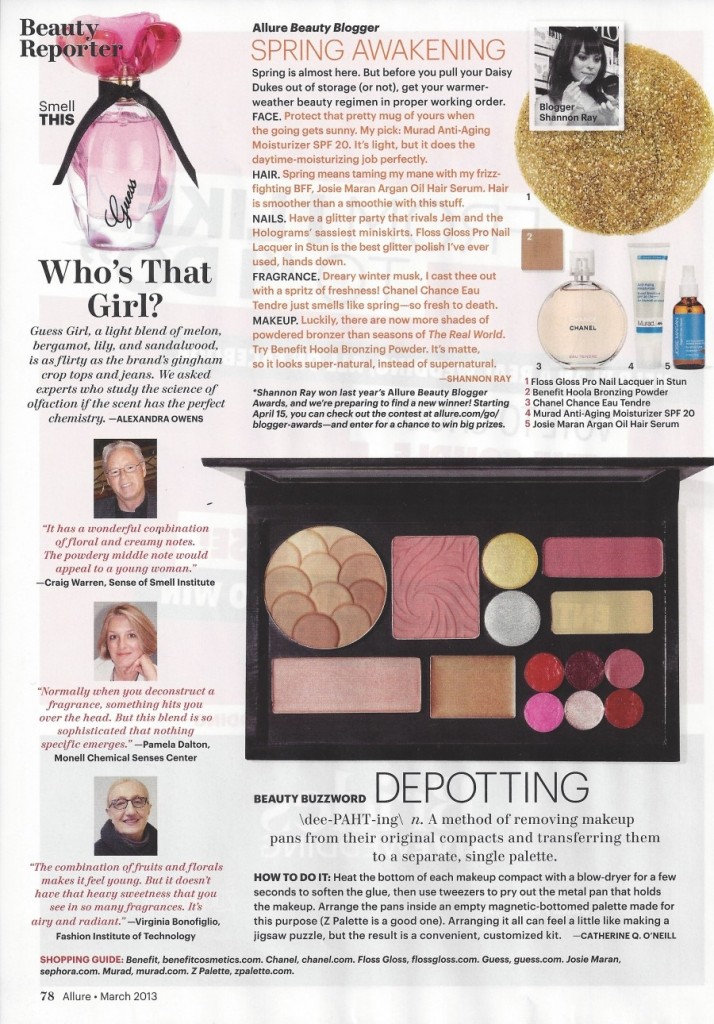 Beauty
Reporter
Smell
THIS
Guess
Who's That
Girl?
Guess Girl, a light blend of melon,
bergamot, lily, and sandalwood,
is as flirty as the brand's gingham
crop tops and jeans. We asked
experts who study the science of
olfaction if the scent has the perfect
chemistry. —ALEXANDRA OWENS
"It has a wonderful combination
of floral and creamy notes.
The powdery middle note would
appeal to a young woman."
—Craig Warren, Sense of Smell Institute
"Normally when you deconstruct a
fragrance, something hits you
over the head. But this blend is so
sophisticated that nothing
specific emerges." —Pamela Dalton,
Monell Chemical Senses Center
"The combination of fruits and florals
makes it feel young. But it doesn't
have that heavy sweetness that you
see in so many fragrances. It's
airy and radiant." —Virginia Bonofiglio,
Fashion Institute of Technology
Allure Beauty Blogger
SPRING AWAKENING
Spring is almost here. But before you pull your Daisy
Dukes out of storage (or not), get your warmer-
weather beauty regimen in proper working order.
FACE. Protect that pretty mug of yours when
the going gets sunny. My pick: Murad Anti-Aging
Moisturizer SPF 20. It's light, but it does the
daytime-moisturizing job perfectly.
HAIR. Spring means taming my mane with my frizz-
fighting BFF, Josie Maran Argan Oil Hair Serum. Hair
is smoother than a smoothie with this stuff.
NAILS. Have a glitter party that rivals Jem and the
Holograms' sassiest miniskirts. Floss Gloss Pro Nail
Lacquer in Stun is the best glitter polish I've ever
used, hands down.
FRAGRANCE. Dreary winter musk, I cast thee out
with a spritz of freshness! Chanel Chance Eau
Tendre just smells like spring—so fresh to death.
MAKEUP. Luckily, there are now more shades of
powdered bronzer than seasons of The Real World.
Try Benefit Hoola Bronzing Powder. It's matte,
so it looks super-natural, instead of supernatural.
—SHANNON RAY
*Shannon Ray won last year's Allure Beauty Blogger
Awards, and we're preparing to find a new winner! Starting
April 15, you can check out the contest at allure.com/go/
blogger-awards—and enter for a chance to win big prizes.
Blogger
Shannon Ray
1
2
CHANEL
Murad
3
4
5
1 Floss Gloss Pro Nail Lacquer in Stun
2 Benefit Hoola Bronzing Powder
3 Chanel Chance Eau Tendre
4 Murad Anti-Aging Moisturizer SPF 20
5 Josie Maran Argan Oil Hair Serum
BEAUTY BUZZWORD DEPOTTING
\dee-PAHT-ing\ n. A method of removing makeup
pans from their original compacts and transferring them
to a separate, single palette.
HOW TO DO IT: Heat the bottom of each makeup compact with a blow-dryer for a few
seconds to soften the glue, then use tweezers to pry out the metal pan that holds
the makeup. Arrange the pans inside an empty magnetic-bottomed palette made for
this purpose (Z Palette is a good one). Arranging it all can feel a little like making a
jigsaw puzzle, but the result is a convenient, customized kit. —CATHERINE Q. O'NEILL
SHOPPING GUIDE: Benefit, benefitcosmetics.com. Chanel, chanel.com. Floss Gloss, flossgloss.com. Guess, guess.com. Josie Maran,
sephora.com. Murad, murad.com. Z Palette, zpalette.com.
78 Allure • March 2013